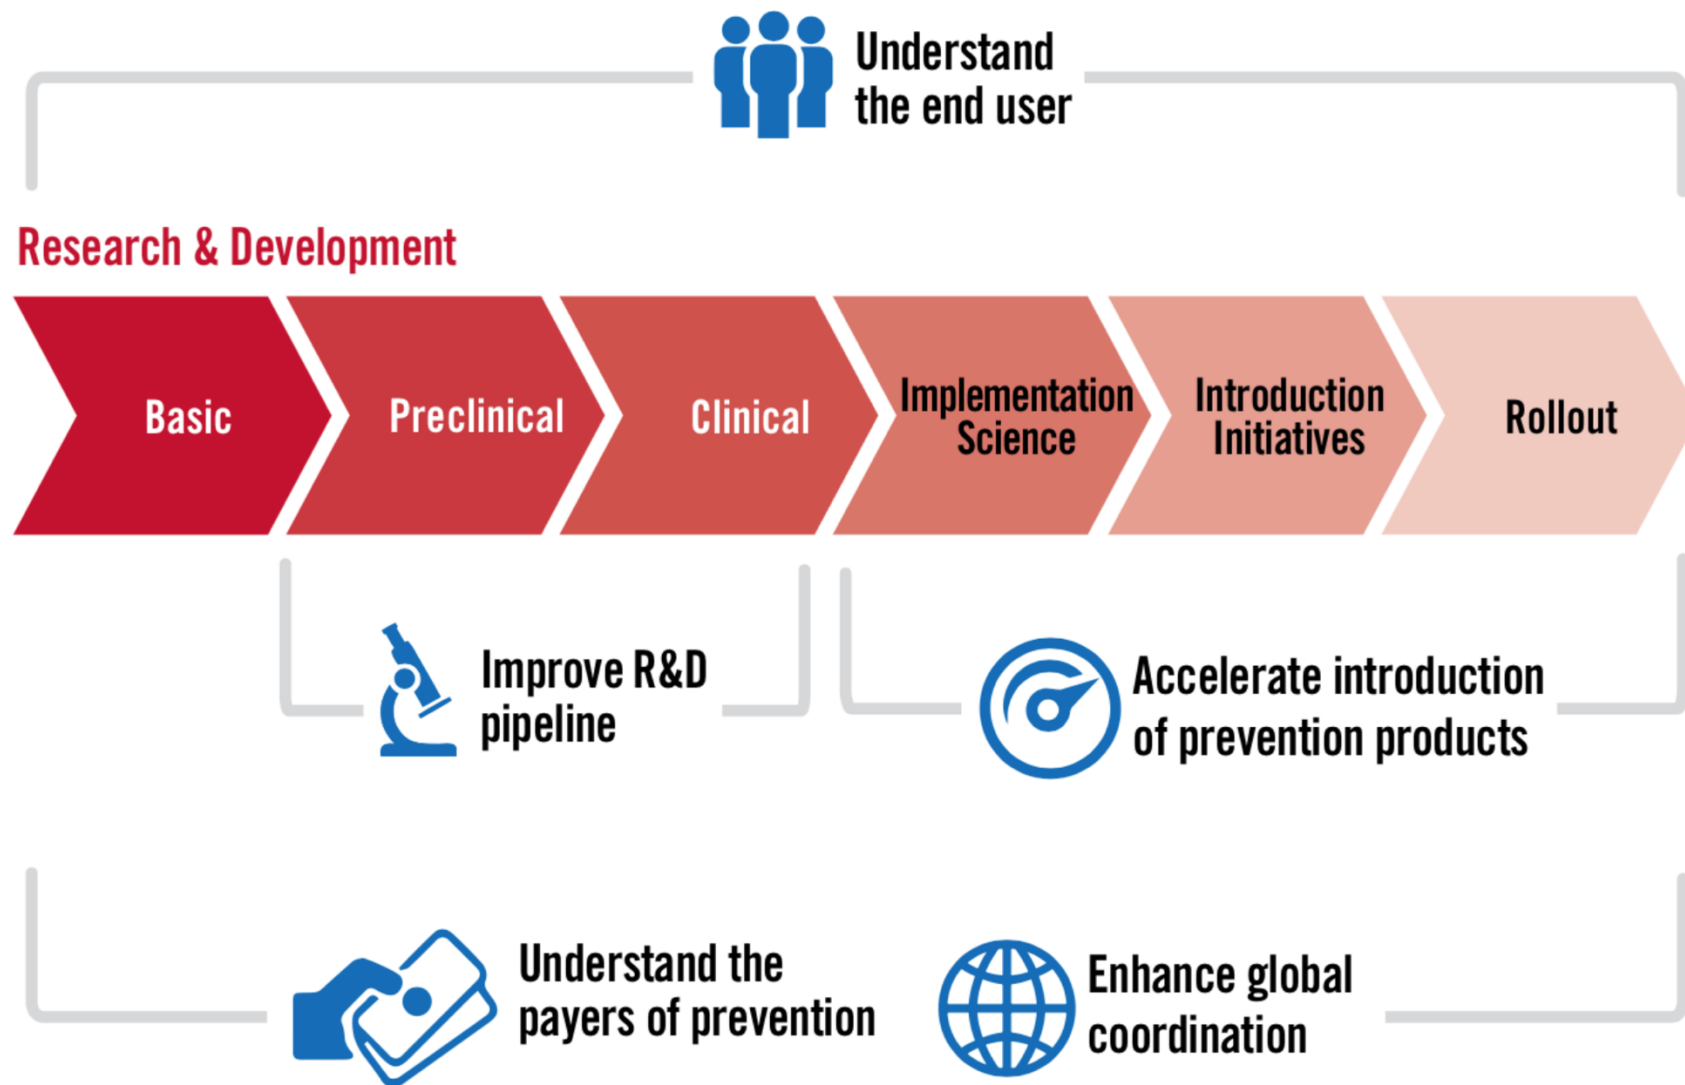 Understand
the end user
Research & Development
Basic
Preclinical
Clinical
Implementation
Science
Introduction
Initiatives
Rollout
Improve R&D
pipeline
Accelerate introduction
of prevention products
Understand the
payers of prevention
Enhance global
coordination